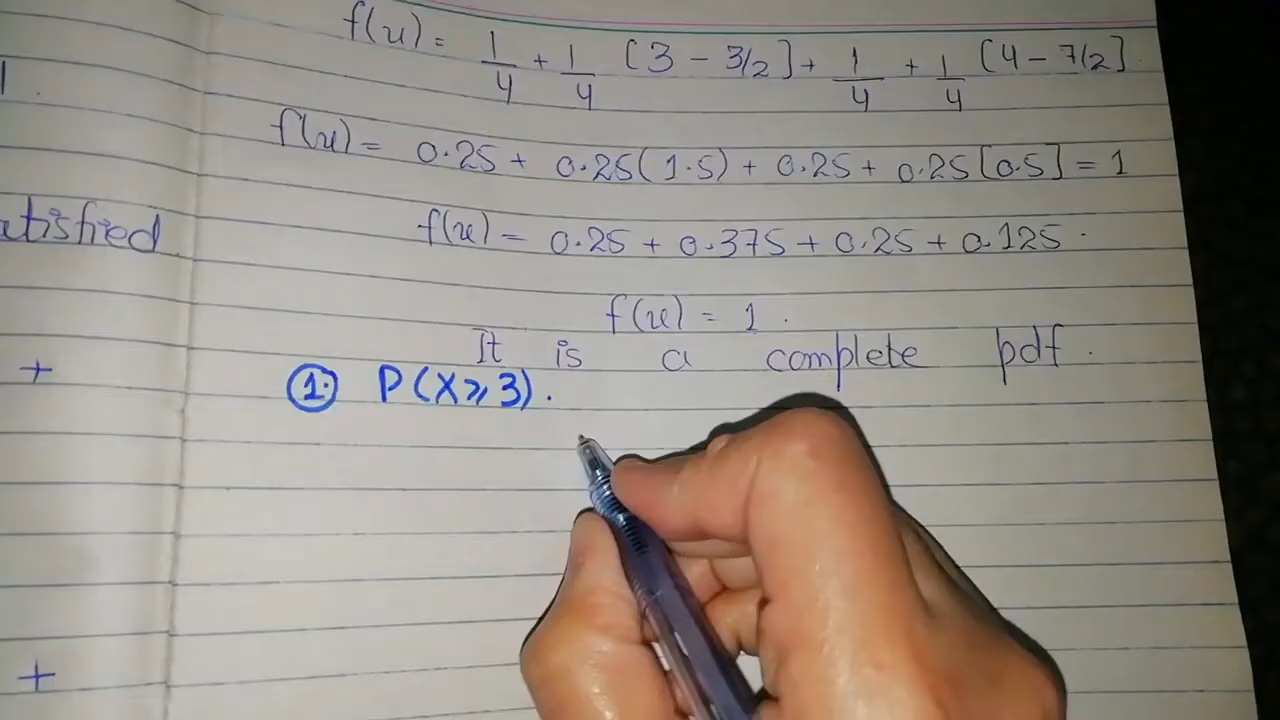 f(x) = 1/4 + 1/4 [3 - 3/2] + 1/4 + 1/4 [4 - 7/2]
1.
f(x) = 0.25 + 0.25(1.5) + 0.25 + 0.25[0.5] = 1
atisfied
f(x) = 0.25 + 0.375 + 0.25 + 0.125.
f(x) = 1.
It is a complete pdf.
+
① P(X ≥ 3).
+